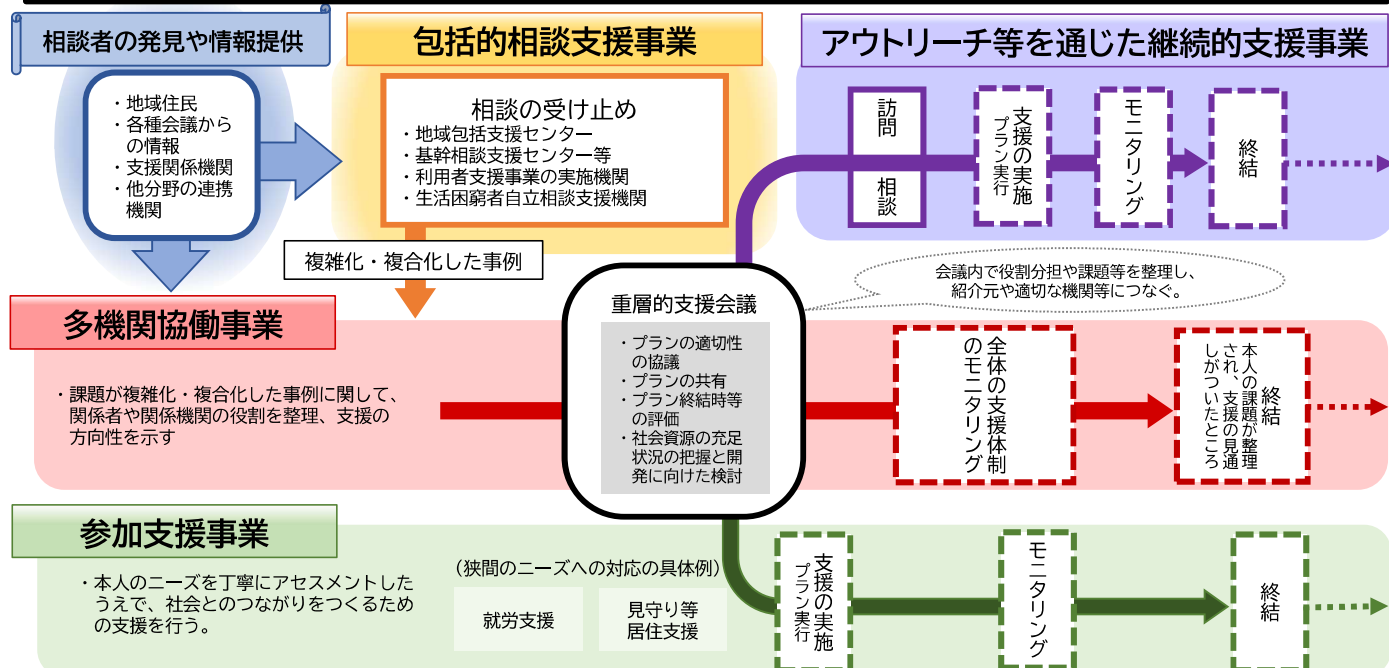 相談者の発見や情報提供
・地域住民
・各種会議から
の情報
・支援関係機関
・他分野の連携
機関
包括的相談支援事業
相談の受け止め
・地域包括支援センター
・基幹相談支援センター等
・利用者支援事業の実施機関
・生活困窮者自立相談支援機関
複雑化・複合化した事例
アウトリーチ等を通じた継続的支援事業
訪問
相談
支援の実施
プラン実行
モニタリング
終結
会議内で役割分担や課題等を整理し、
紹介元や適切な機関等につなぐ。
多機関協働事業
・課題が複雑化・複合化した事例に関して、
関係者や関係機関の役割を整理、支援の
方向性を示す
重層的支援会議
・プランの適切性
の協議
・プランの共有
・プラン終結時等
の評価
・社会資源の充足
状況の把握と開
発に向けた検討
全体の支援体制
のモニタリング
終結
本人の課題が整理
され、支援の見通
しがついたところ
参加支援事業
・本人のニーズを丁寧にアセスメントした
うえで、社会とのつながりをつくるため
の支援を行う。
(狭間のニーズへの対応の具体例)
就労支援
見守り等
居住支援
支援の実施
プラン実行
モニタリング
終結